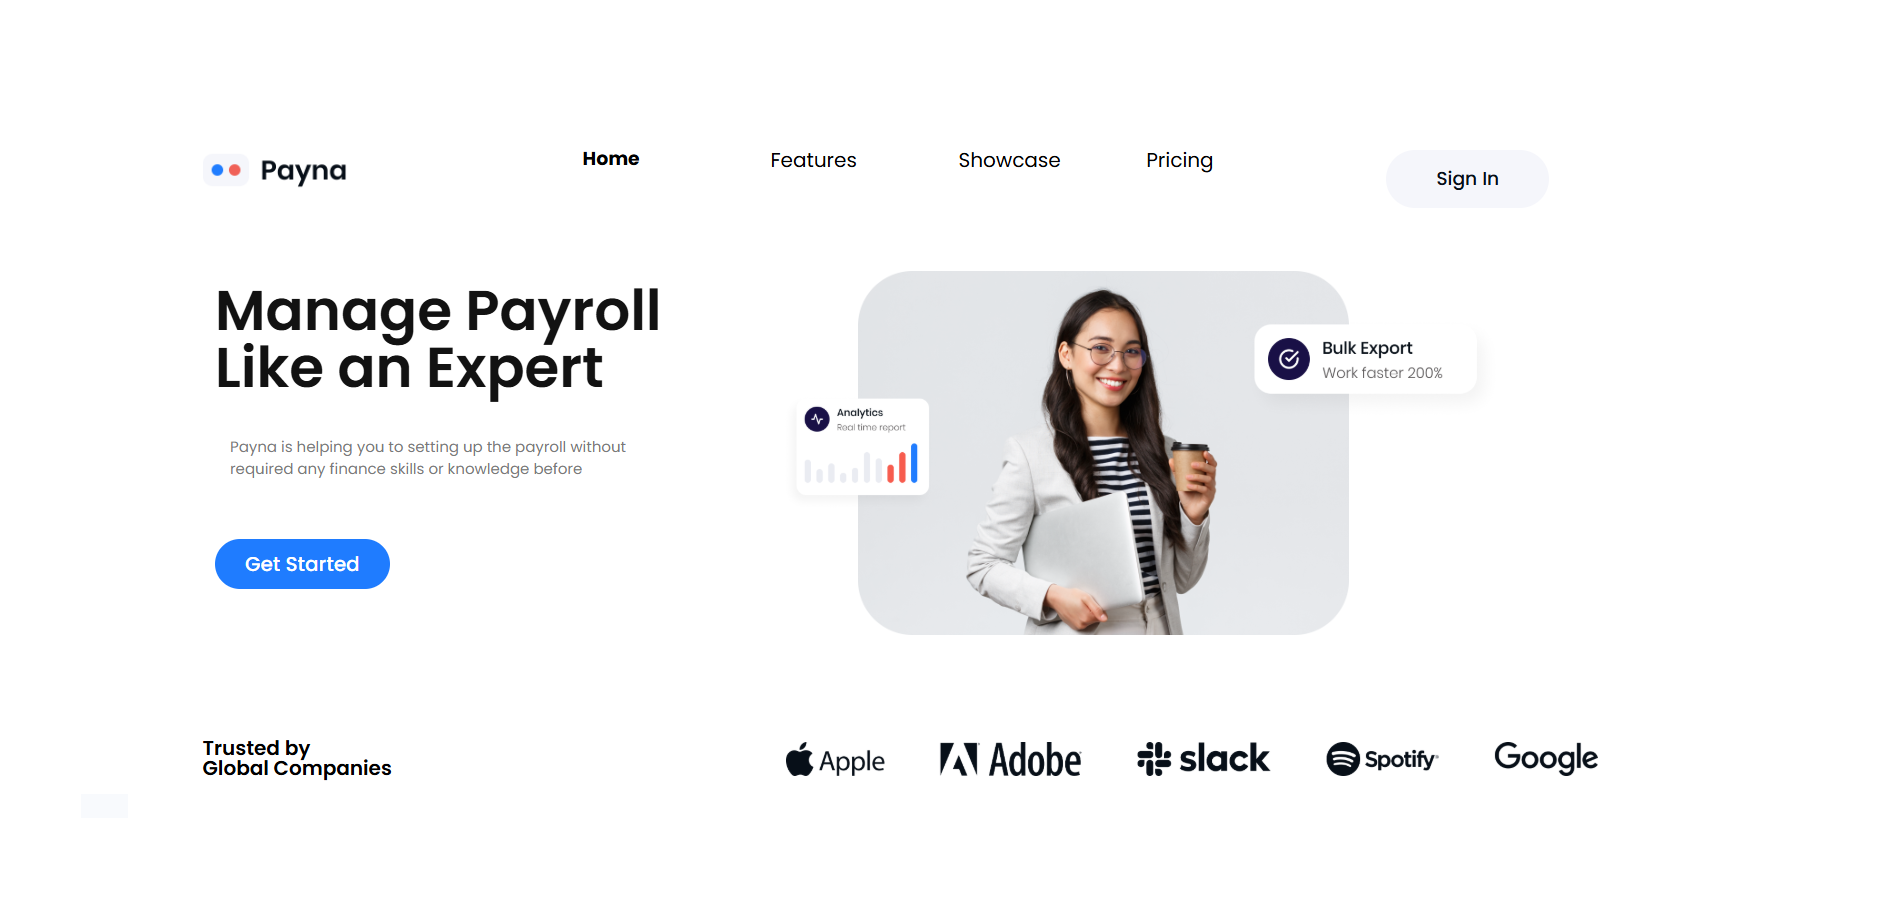 Payna
Home
Features
Showcase
Pricing
Sign In
Manage Payroll
Like an Expert
Payna is helping you to setting up the payroll without
required any finance skills or knowledge before
Get Started
Bulk Export
Work faster 200%
Analytics
Real time report
Trusted by
Global Companies
Apple
Adobe
slack
Spotify
Google